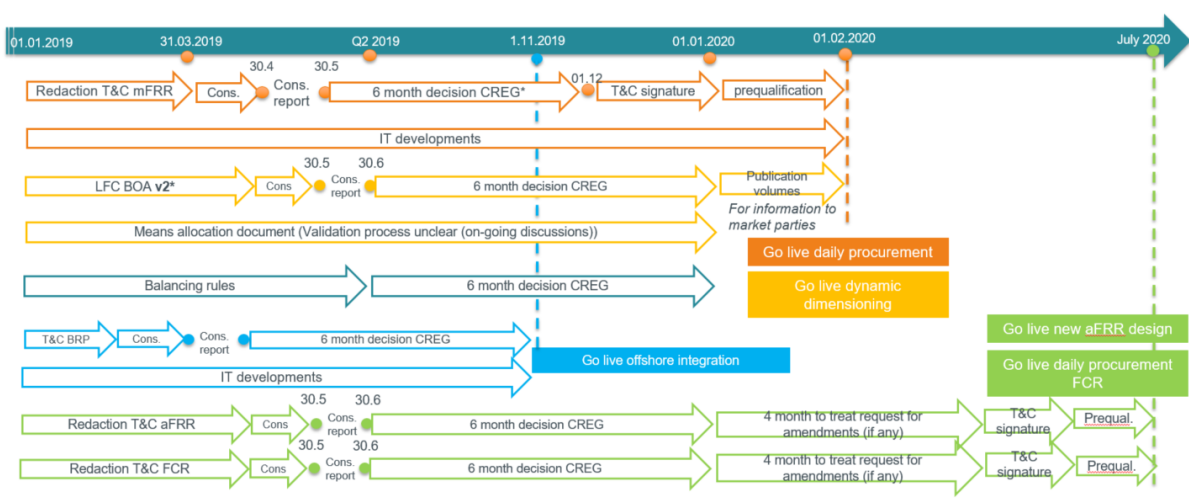 01.01.2019
31.03.2019
Q2 2019
1.11.2019
01.01.2020
01.02.2020
July 2020
30.4
30.5
01.12
Redaction T&C mFRR
Cons.
Cons.
report
6 month decision CREG*
T&C signature
prequalification
IT developments
30.5
30.6
LFC BOA v2*
Cons
Cons.
report
6 month decision CREG
Publication
volumes
For information to
market parties
Means allocation document (Validation process unclear (on-going discussions))
Go live daily procurement
Balancing rules
6 month decision CREG
Go live dynamic
dimensioning
T&C BRP
Cons.
Cons.
report
6 month decision CREG
Go live new aFRR design
Go live offshore integration
Go live daily procurement
FCR
IT developments
30.5
30.6
Redaction T&C aFRR
Cons
Cons.
report
6 month decision CREG
4 month to treat request for
amendments (if any)
T&C
signature
Prequal.
30.5
30.6
Redaction T&C FCR
Cons
Cons.
report
6 month decision CREG
4 month to treat request for
amendments (if any)
T&C
signature
Prequal.